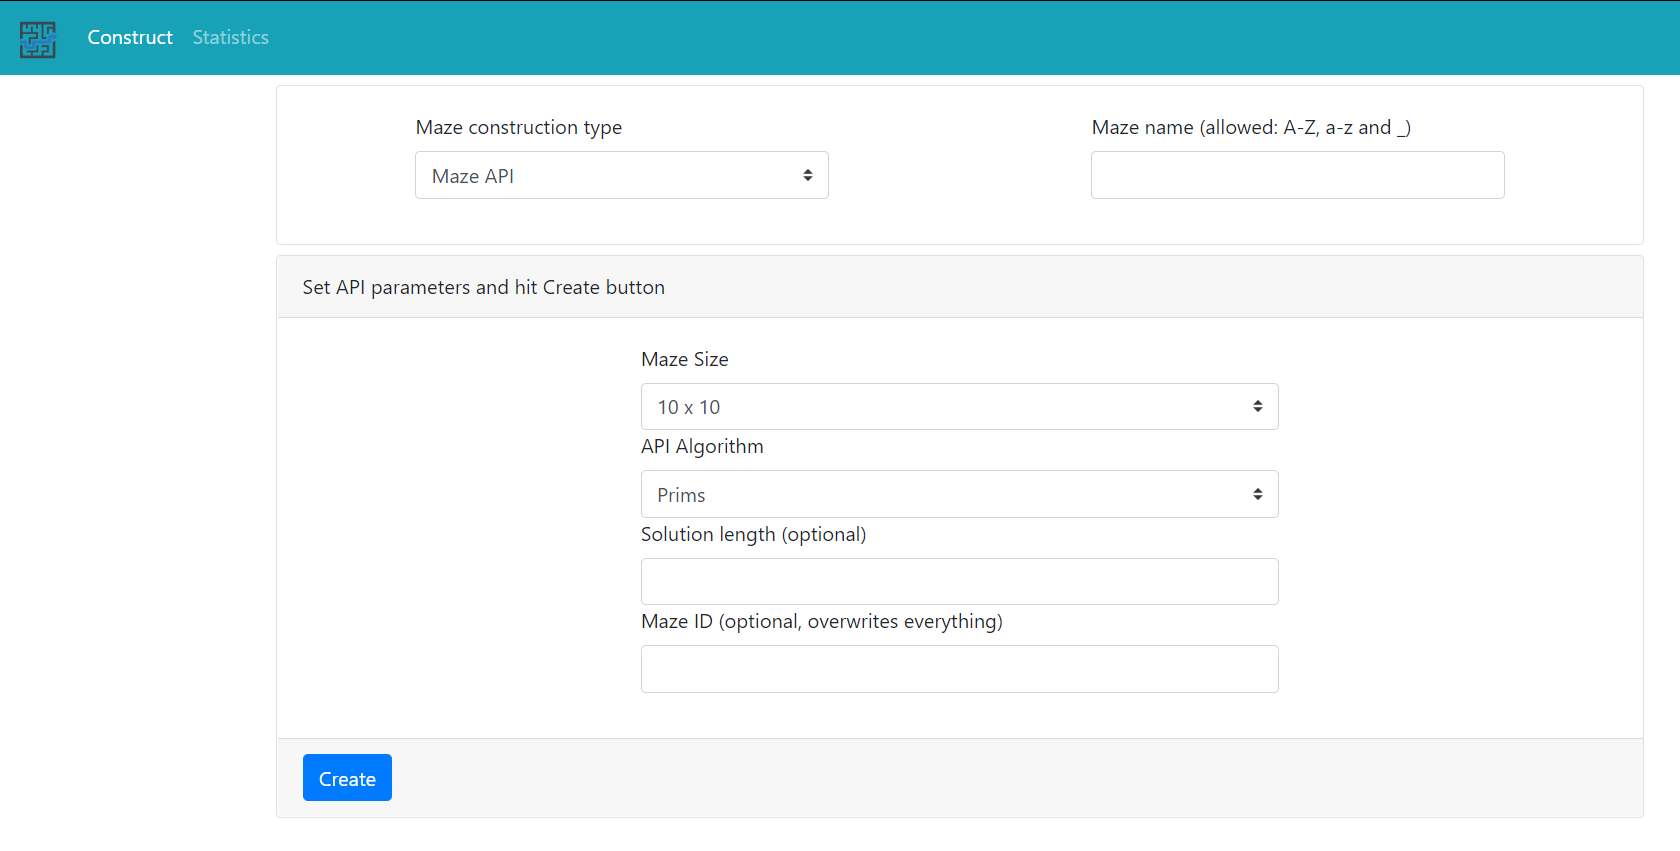 Construct Statistics
Maze construction type
Maze API
Maze name (allowed: A-Z, a-z and _)
Set API parameters and hit Create button
Maze Size
10 x 10
API Algorithm
Prims
Solution length (optional)
Maze ID (optional, overwrites everything)
Create